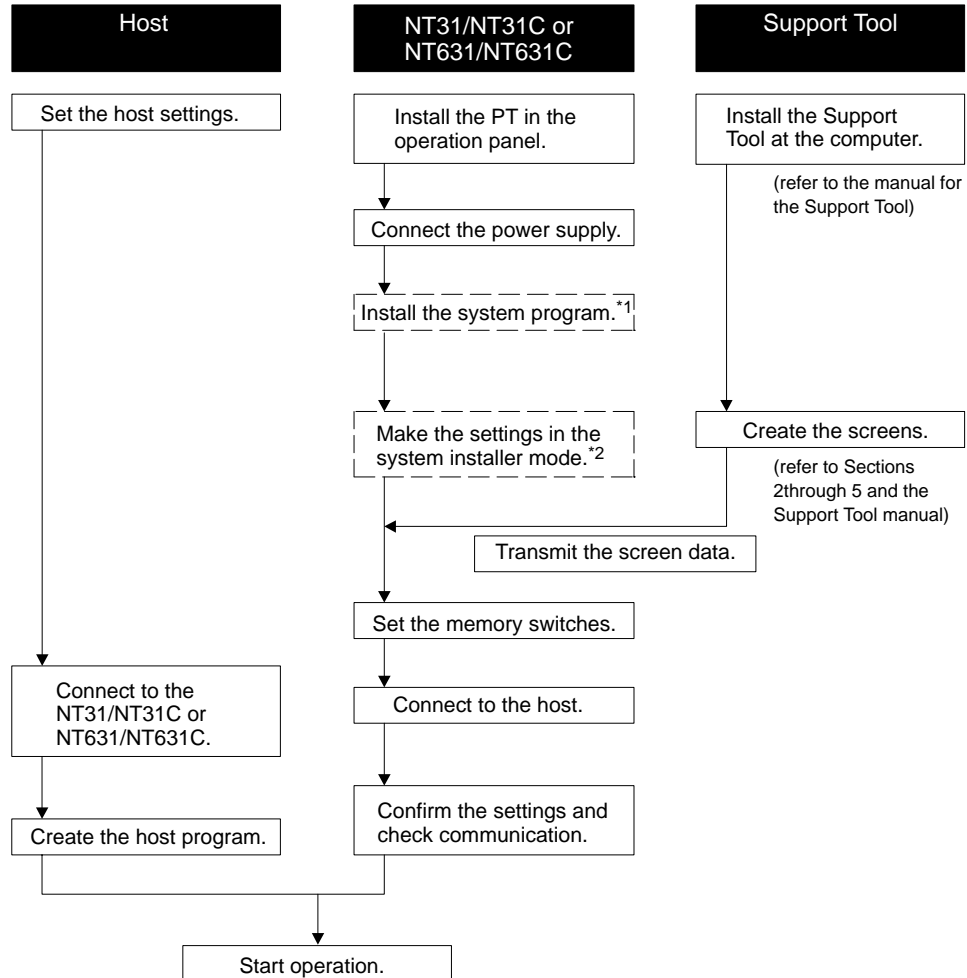 Host
NT31/NT31C or
NT631/NT631C
Support Tool
Set the host settings.
Install the PT in the
operation panel.
Install the Support
Tool at the computer.
(refer to the manual for
the Support Tool)
Connect the power supply.
Install the system program.*1
Make the settings in the
system installer mode.*2
Create the screens.
(refer to Sections
2through 5 and the
Support Tool manual)
Transmit the screen data.
Set the memory switches.
Connect to the
NT31/NT31C or
NT631/NT631C.
Connect to the host.
Create the host program.
Confirm the settings and
check communication.
Start operation.